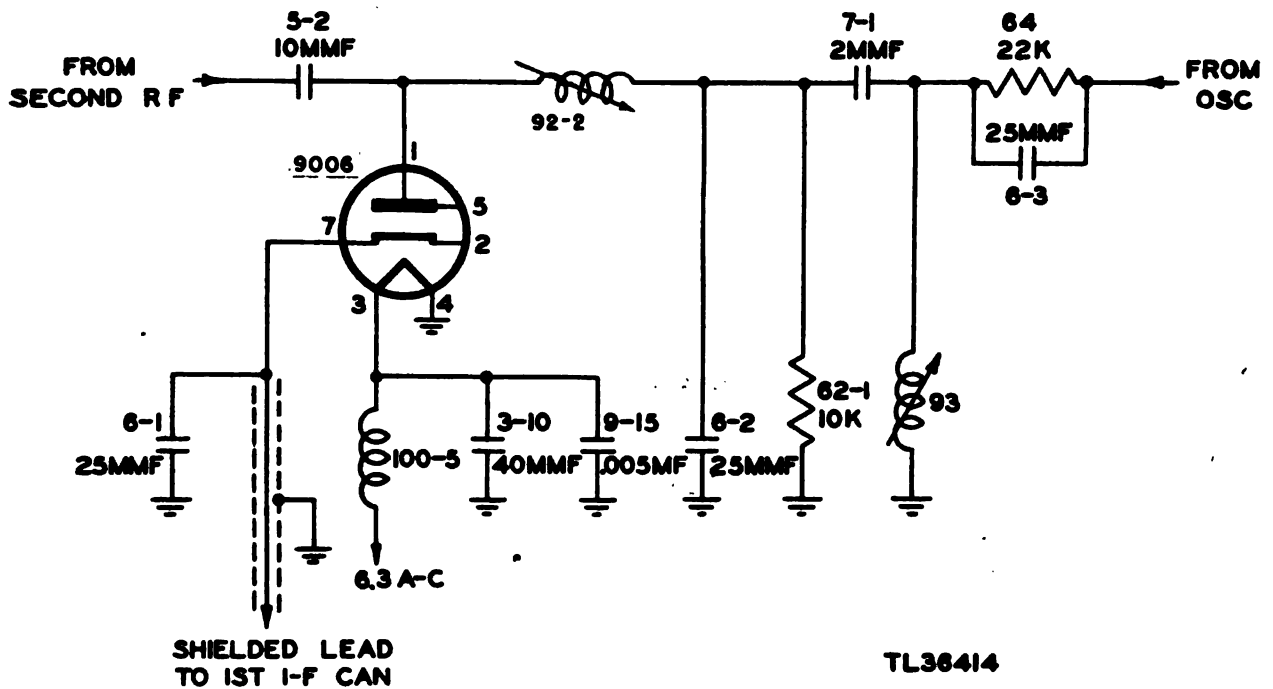 5-2
10MMF
7-1
2MMF
64
22K
FROM
SECOND RF
FROM
OSC
92-2
25MMF
6-3
9006
1
5
7
2
3
4
6-1
25MMF
100-5
3-10
40MMF
9-15
.005MF
6-2
25MMF
62-1
10K
93
6.3 A-C
SHIELDED LEAD
TO 1ST I-F CAN
TL36414